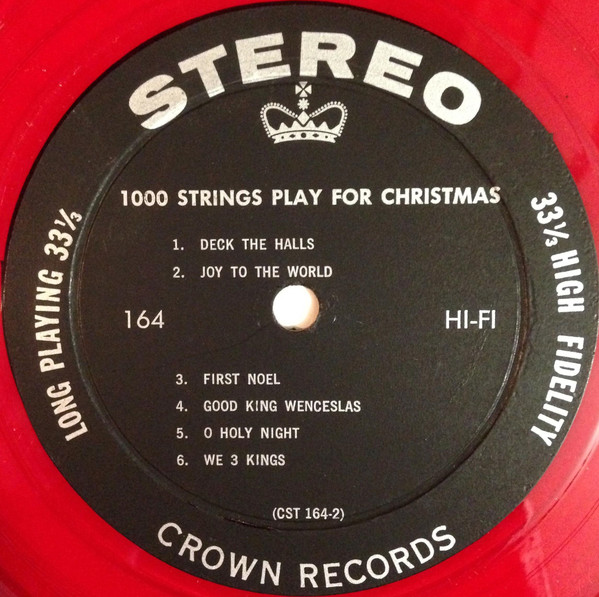 STEREO
1000 STRINGS PLAY FOR CHRISTMAS
1. DECK THE HALLS
2. JOY TO THE WORLD
164
HI-FI
3. FIRST NOEL
4. GOOD KING WENCESLAS
5. O HOLY NIGHT
6. WE 3 KINGS
(CST 164-2)
LONG PLAYING 33⅓
33⅓ HIGH FIDELITY
CROWN RECORDS